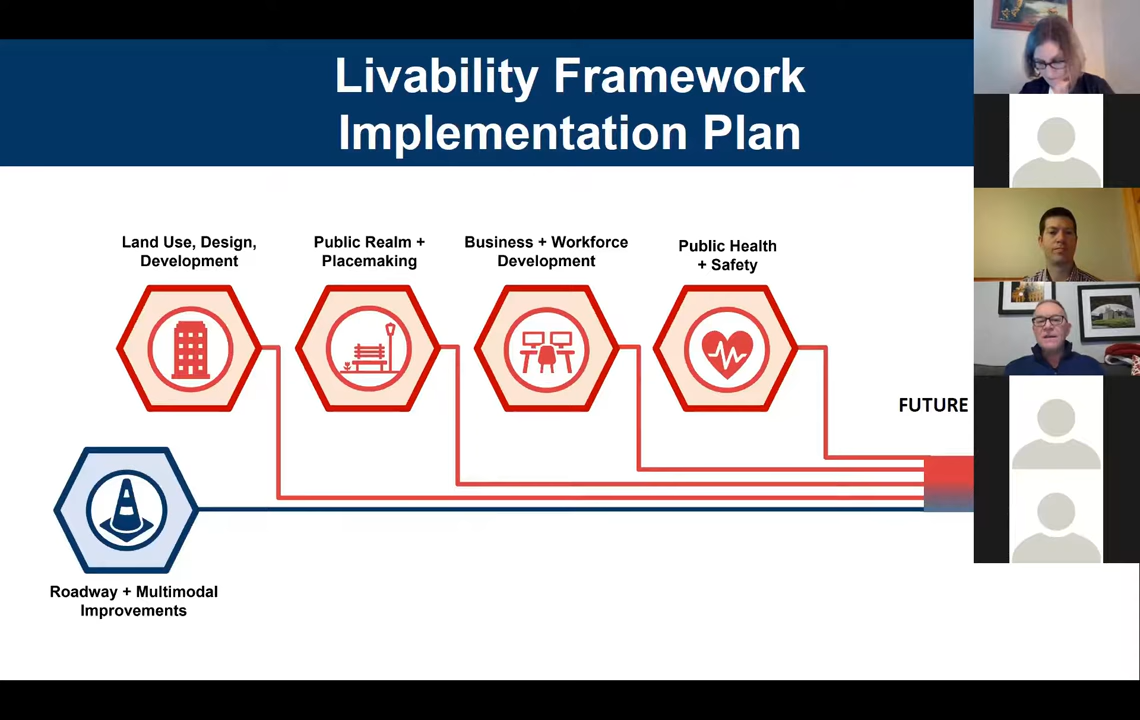 Livability Framework
Implementation Plan
Land Use, Design,
Development
Public Realm +
Placemaking
Business + Workforce
Development
Public Health
+ Safety
FUTURE
Roadway + Multimodal
Improvements